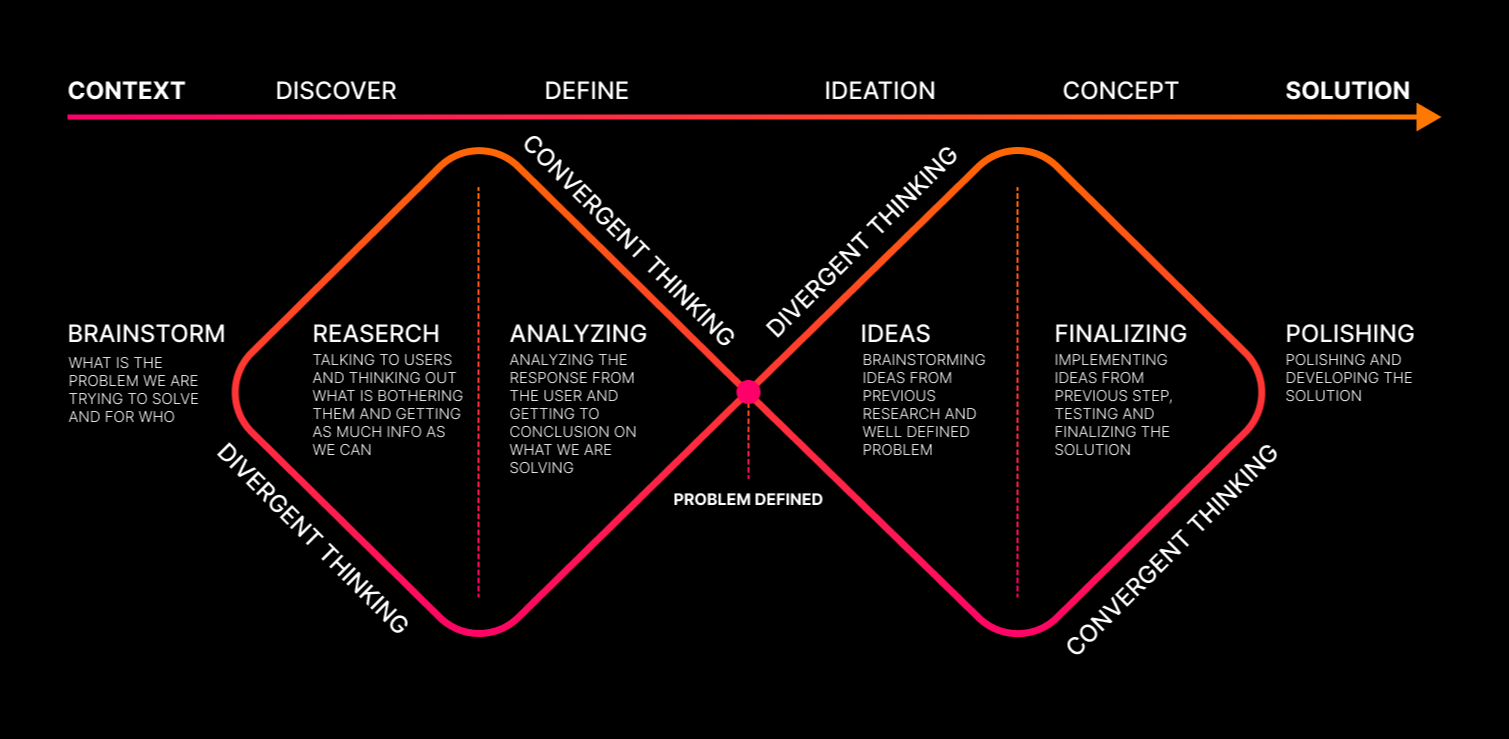 CONTEXT DISCOVER DEFINE IDEATION CONCEPT SOLUTION
CONVERGENT THINKING
DIVERGENT THINKING
BRAINSTORM
WHAT IS THE
PROBLEM WE ARE
TRYING TO SOLVE
AND FOR WHO
REASERCH
TALKING TO USERS
AND THINKING OUT
WHAT IS BOTHERING
THEM AND GETTING
AS MUCH INFO AS
WE CAN
ANALYZING
ANALYZING THE
RESPONSE FROM
THE USER AND
GETTING TO
CONCLUSION ON
WHAT WE ARE
SOLVING
IDEAS
BRAINSTORMING
IDEAS FROM
PREVIOUS
RESEARCH AND
WELL DEFINED
PROBLEM
FINALIZING
IMPLEMENTING
IDEAS FROM
PREVIOUS STEP,
TESTING AND
FINALIZING THE
SOLUTION
POLISHING
POLISHING AND
DEVELOPING THE
SOLUTION
DIVERGENT THINKING
PROBLEM DEFINED
CONVERGENT THINKING